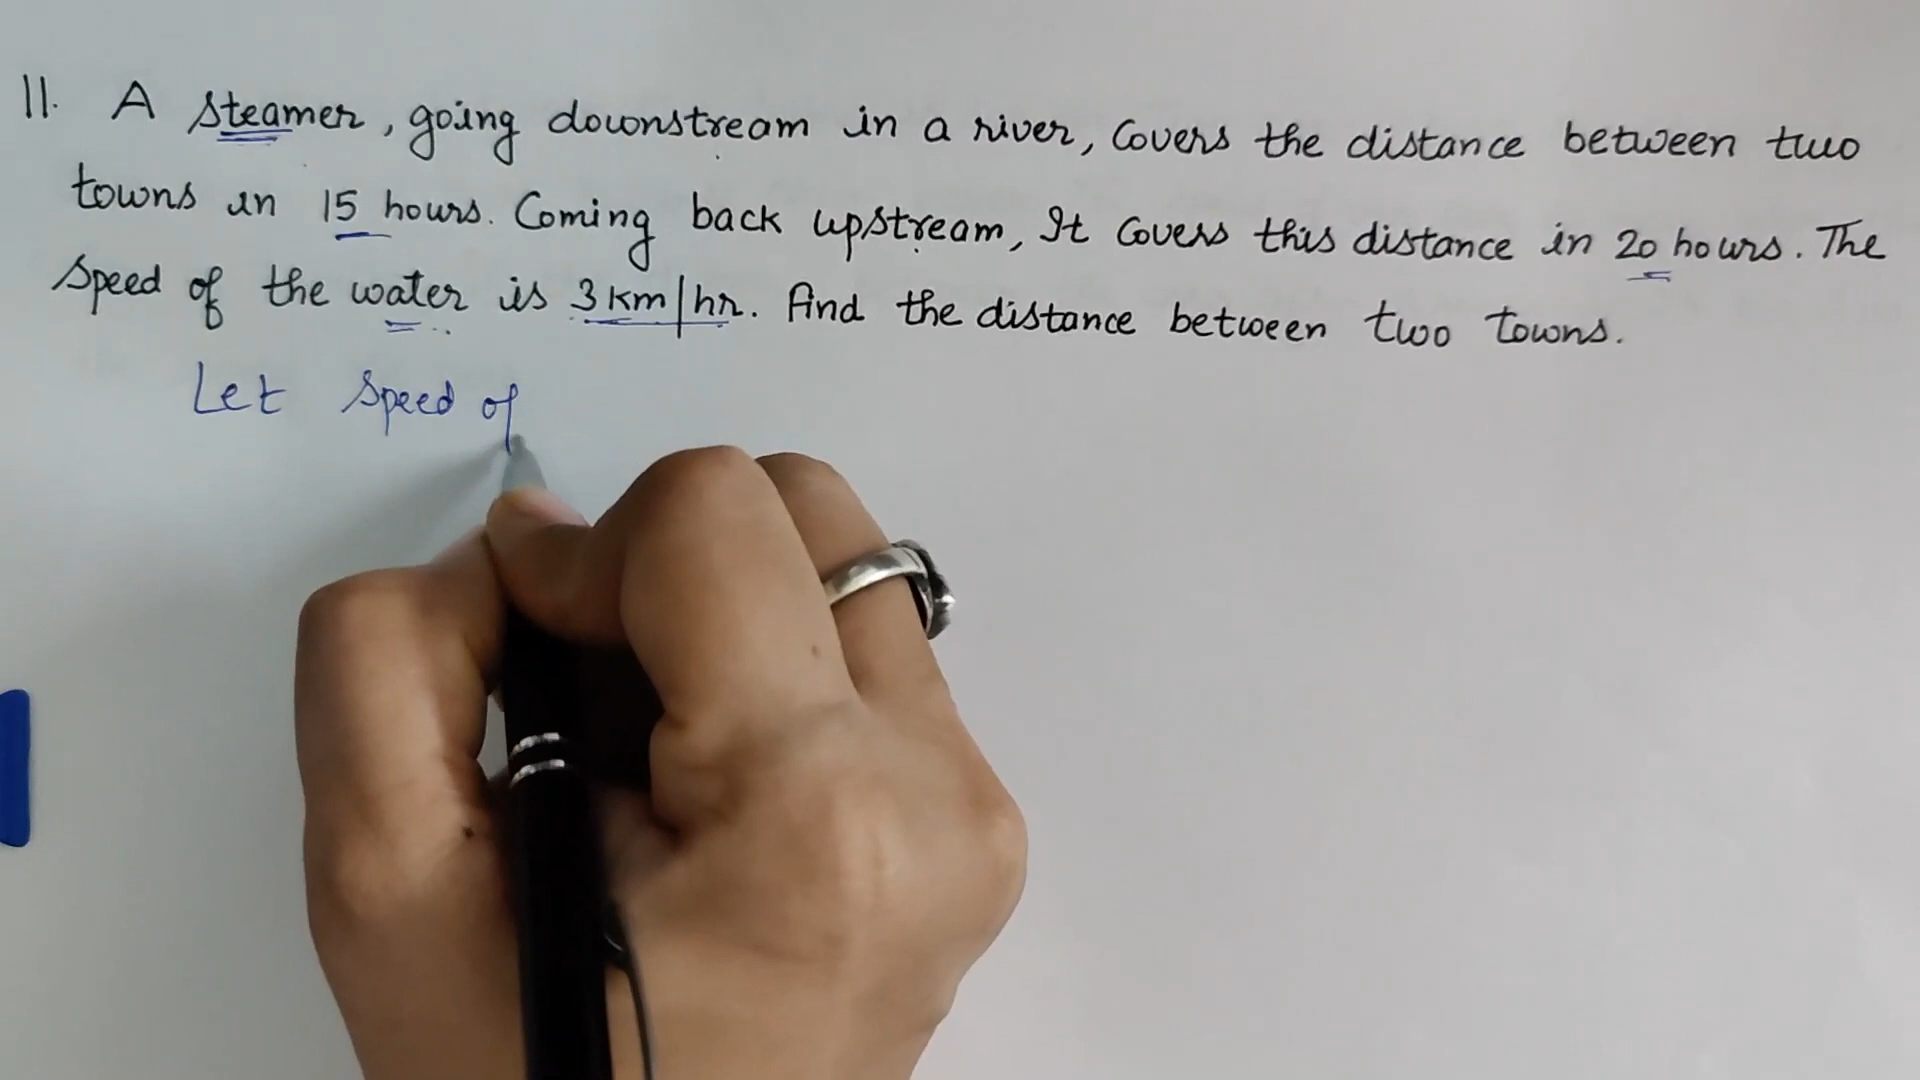 11. A steamer, going downstream in a river, Covers the distance between two
towns in 15 hours. Coming back upstream, It Covers this distance in 20 hours. The
speed of the water is 3 km/hr. Find the distance between two towns.
Let speed of